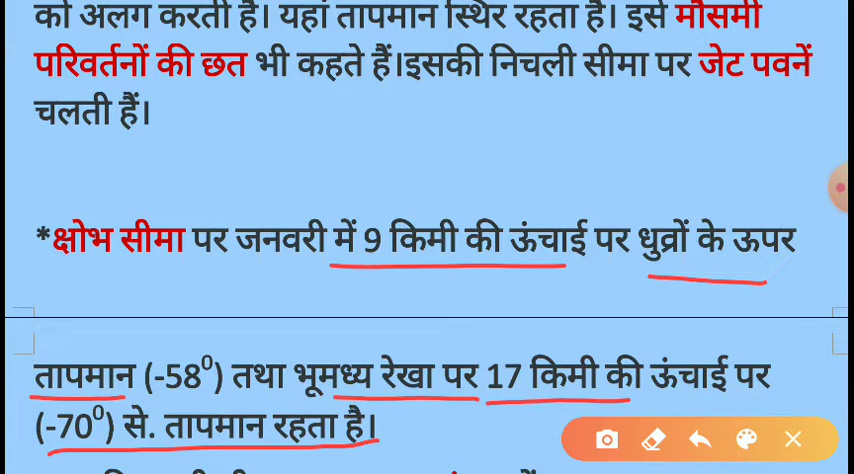 को अलग करती है। यहां तापमान स्थिर रहता है। इसे मौसमी
परिवर्तनों की छत भी कहते हैं।इसकी निचली सीमा पर जेट पवनें
चलती हैं।
*क्षोभ सीमा पर जनवरी में 9 किमी की ऊंचाई पर धुव्रों के ऊपर
तापमान (-58⁰) तथा भूमध्य रेखा पर 17 किमी की ऊंचाई पर
(-70⁰) से. तापमान रहता है।